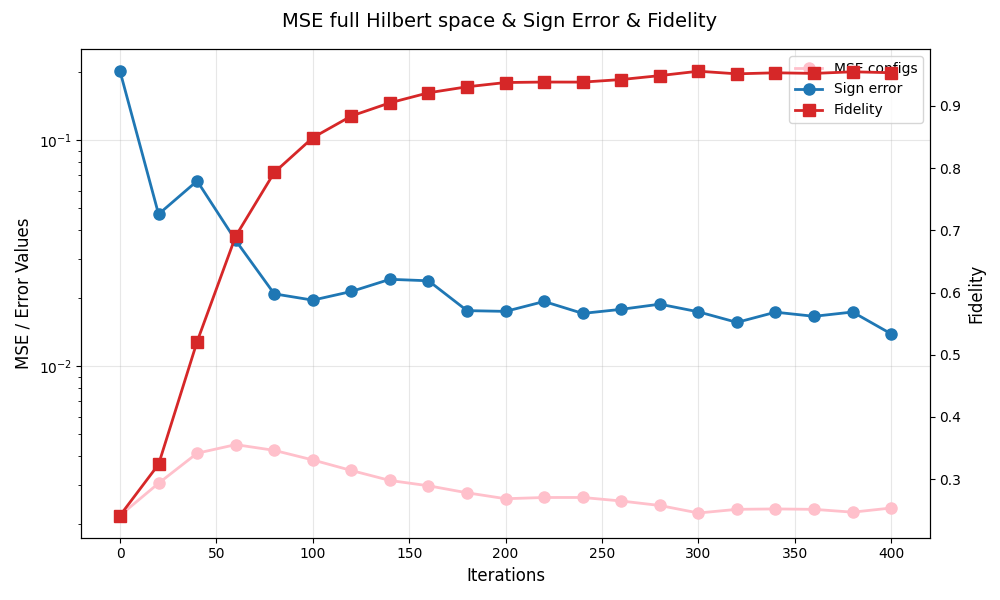 MSE full Hilbert space & Sign Error & Fidelity
MSE configs
Sign error
Fidelity
MSE / Error Values
10⁻¹
10⁻²
0.9
0.8
0.7
0.6
0.5
0.4
0.3
Fidelity
0 50 100 150 200 250 300 350 400
Iterations